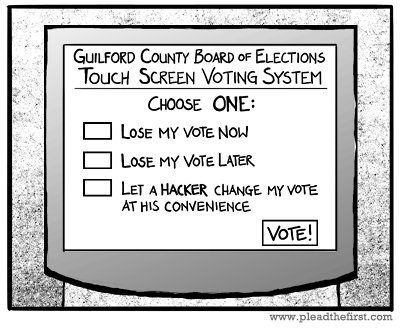 Guilford County Board of Elections
Touch Screen Voting System
Choose ONE:
Lose my vote now
Lose my vote later
Let a HACKER change my vote
at his convenience
VOTE!
www.pleadthefirst.com